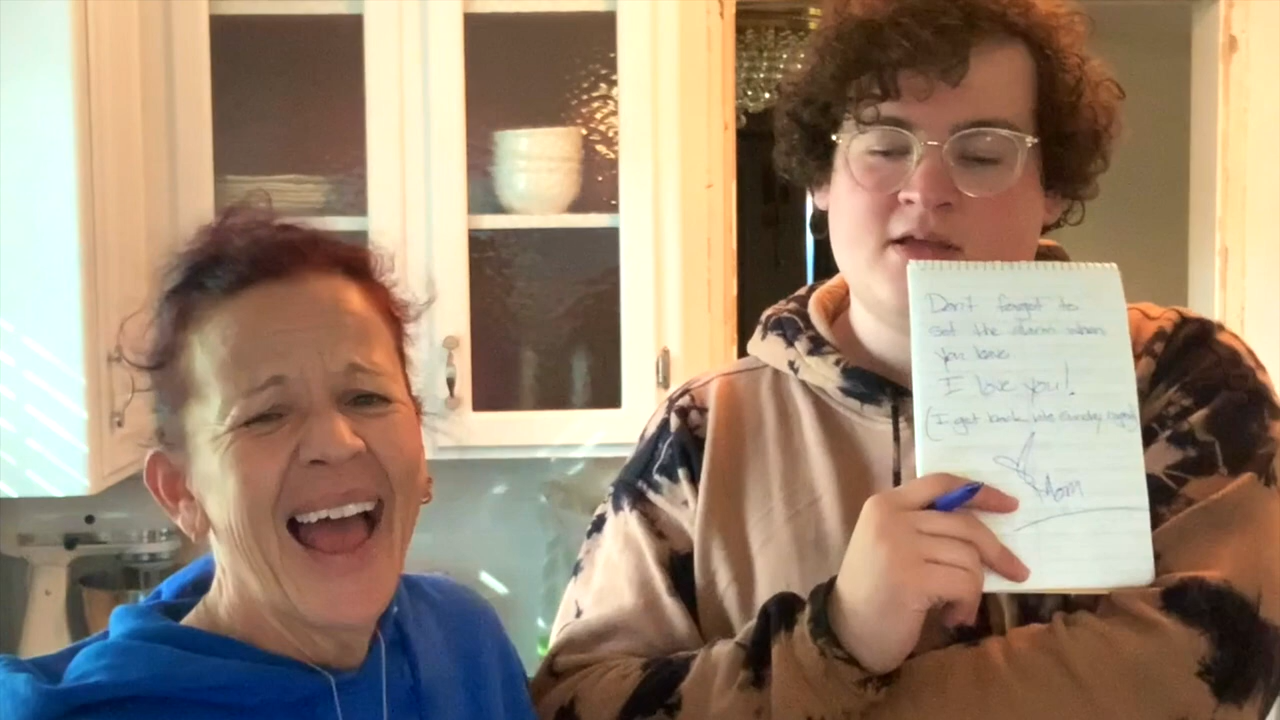 Don't forget to
set the alarm when
you leave.
I love you!
(I get back late Sunday night)
Mom